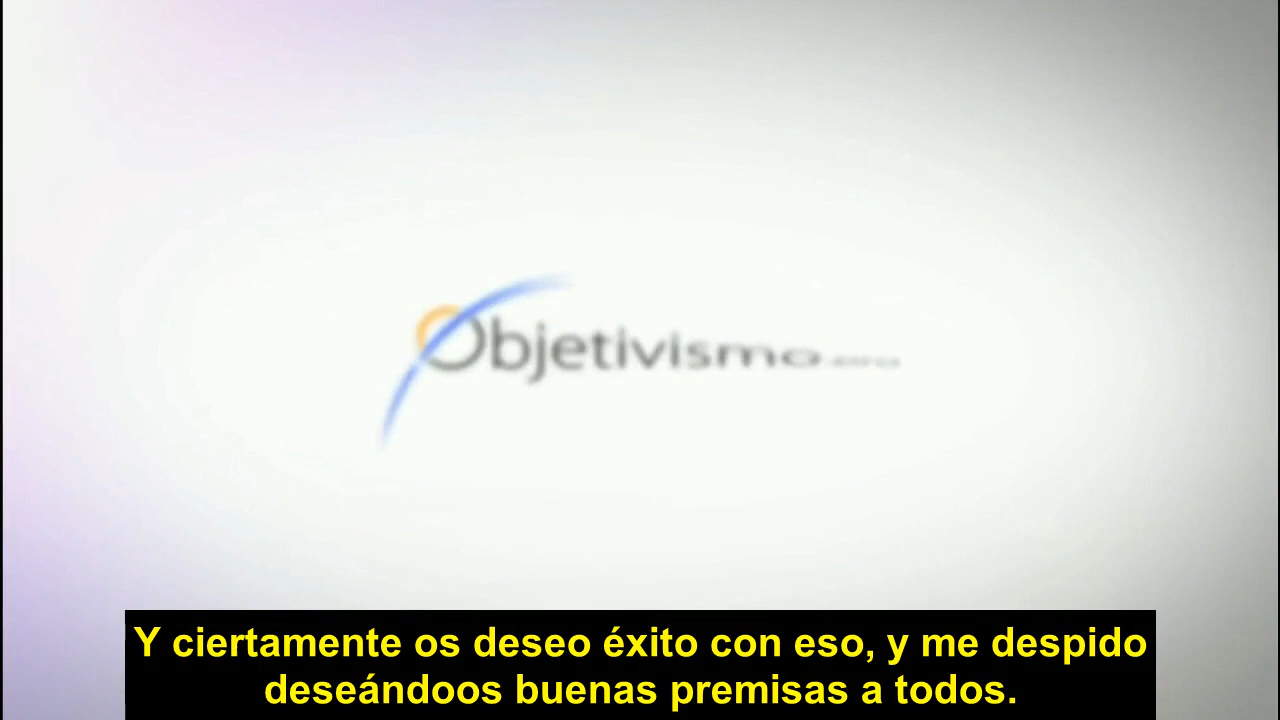 Objetivismo
Y ciertamente os deseo éxito con eso, y me despido
deseándoos buenas premisas a todos.